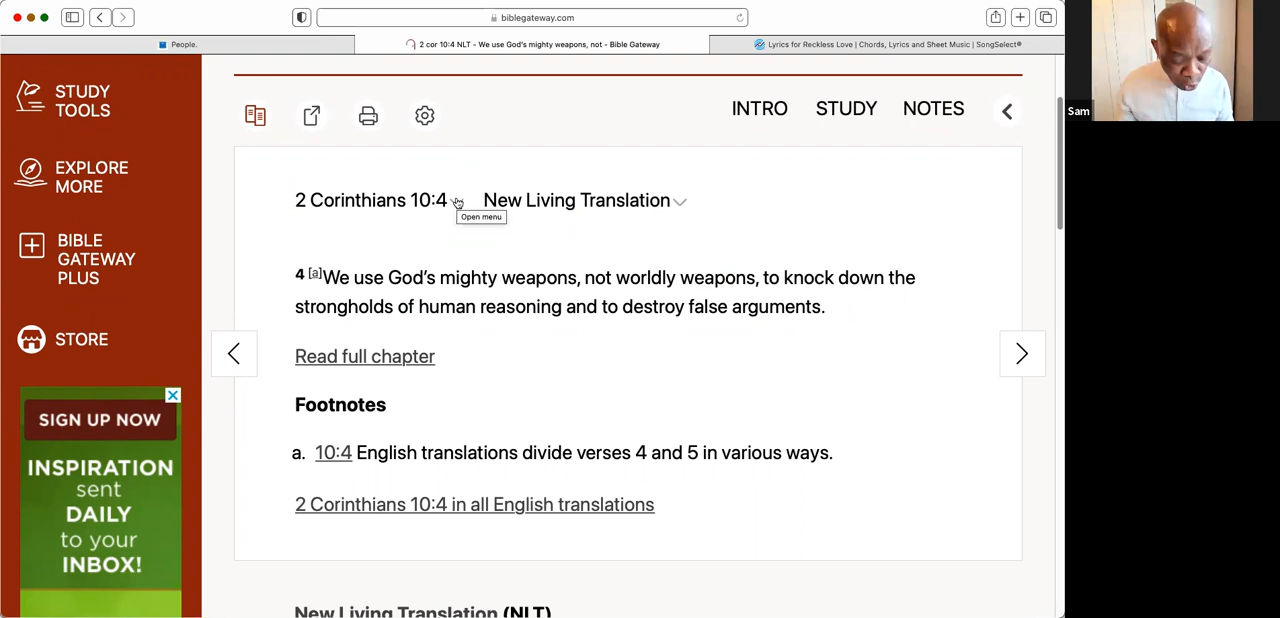 biblegateway.com
People.
2 cor 10:4 NLT - We use God's mighty weapons, not - Bible Gateway
Lyrics for Reckless Love | Chords, Lyrics and Sheet Music | SongSelect®
STUDY
TOOLS
EXPLORE
MORE
BIBLE
GATEWAY
PLUS
STORE
SIGN UP NOW
INSPIRATION
sent
DAILY
to your
INBOX!
INTRO STUDY NOTES
2 Corinthians 10:4 New Living Translation
Open menu
4 [a]We use God’s mighty weapons, not worldly weapons, to knock down the
strongholds of human reasoning and to destroy false arguments.
Read full chapter
Footnotes
a. 10:4 English translations divide verses 4 and 5 in various ways.
2 Corinthians 10:4 in all English translations
New Living Translation (NLT)
Sam